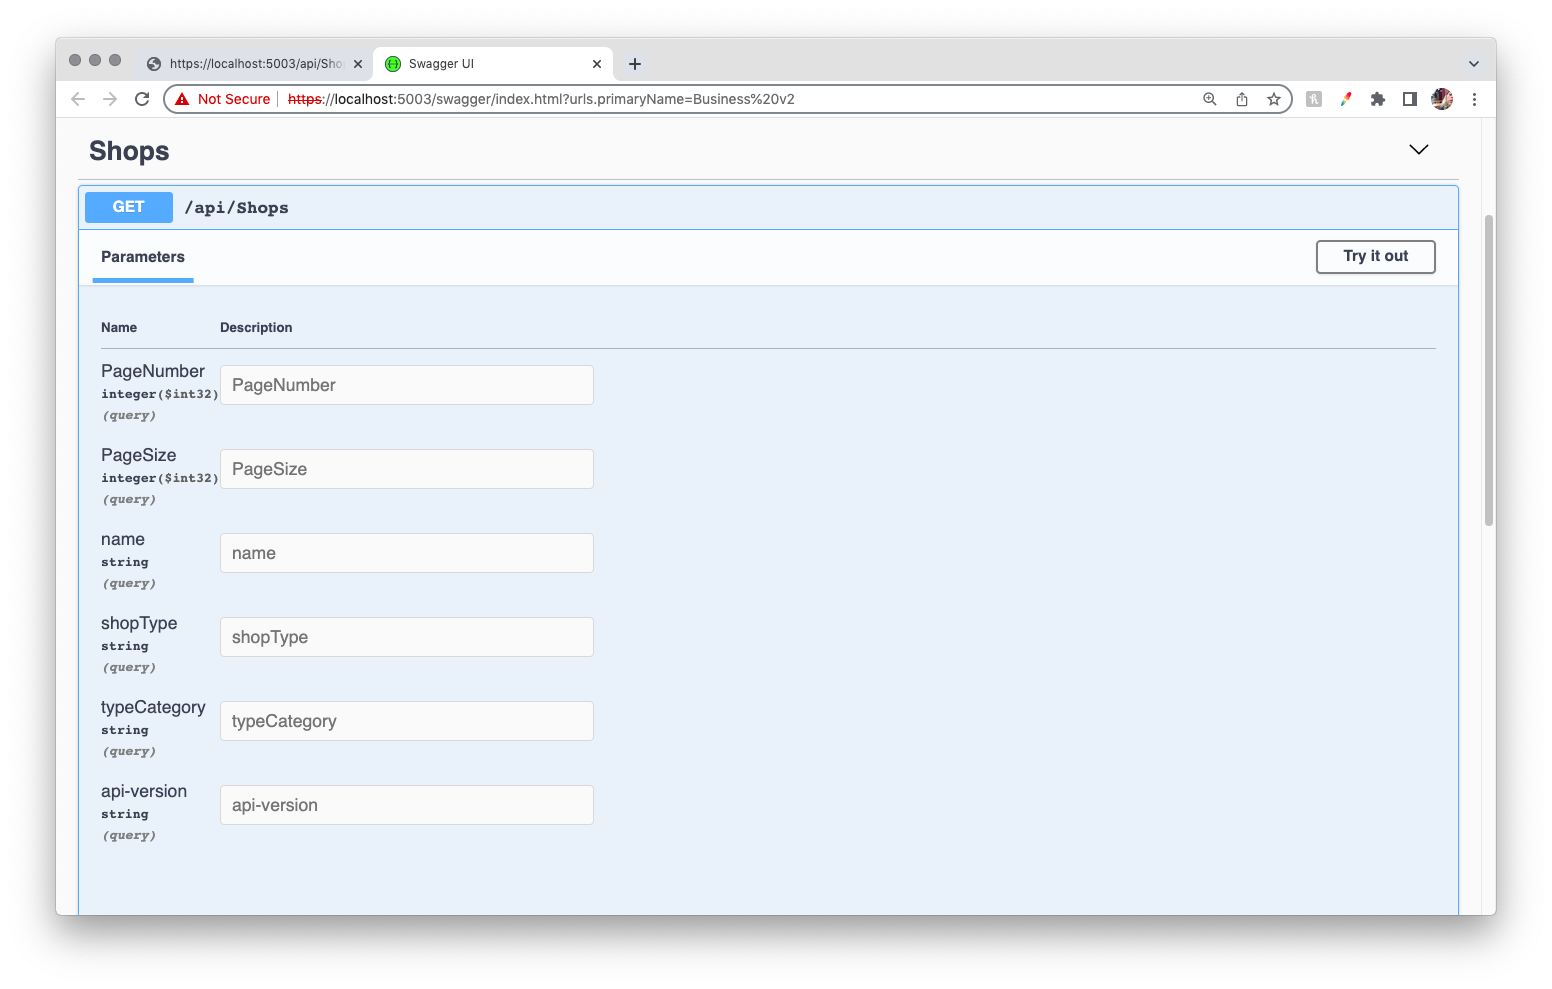 https://localhost:5003/api/Sho
Swagger UI
Not Secure
https://localhost:5003/swagger/index.html?urls.primaryName=Business%20v2
Shops
GET /api/Shops
Parameters
Try it out
Name Description
PageNumber
integer($int32)
(query)
PageNumber
PageSize
integer($int32)
(query)
PageSize
name
string
(query)
name
shopType
string
(query)
shopType
typeCategory
string
(query)
typeCategory
api-version
string
(query)
api-version